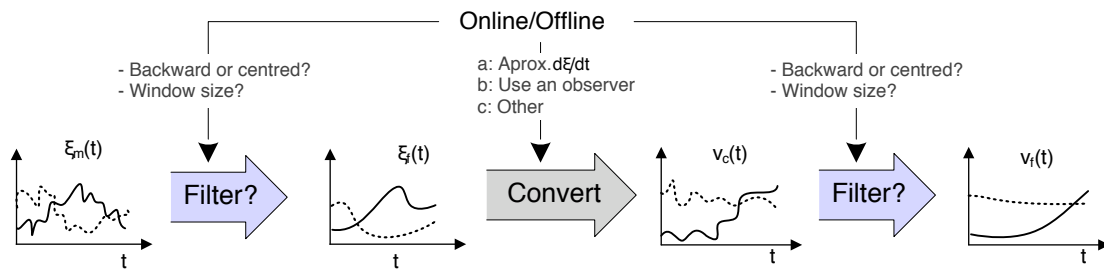 Online/Offline
- Backward or centred?
- Window size?
a: Aprox.dξ/dt
b: Use an observer
c: Other
- Backward or centred?
- Window size?
ξm(t)
Filter?
ξf(t)
Convert
vc(t)
Filter?
vf(t)
t
t
t
t